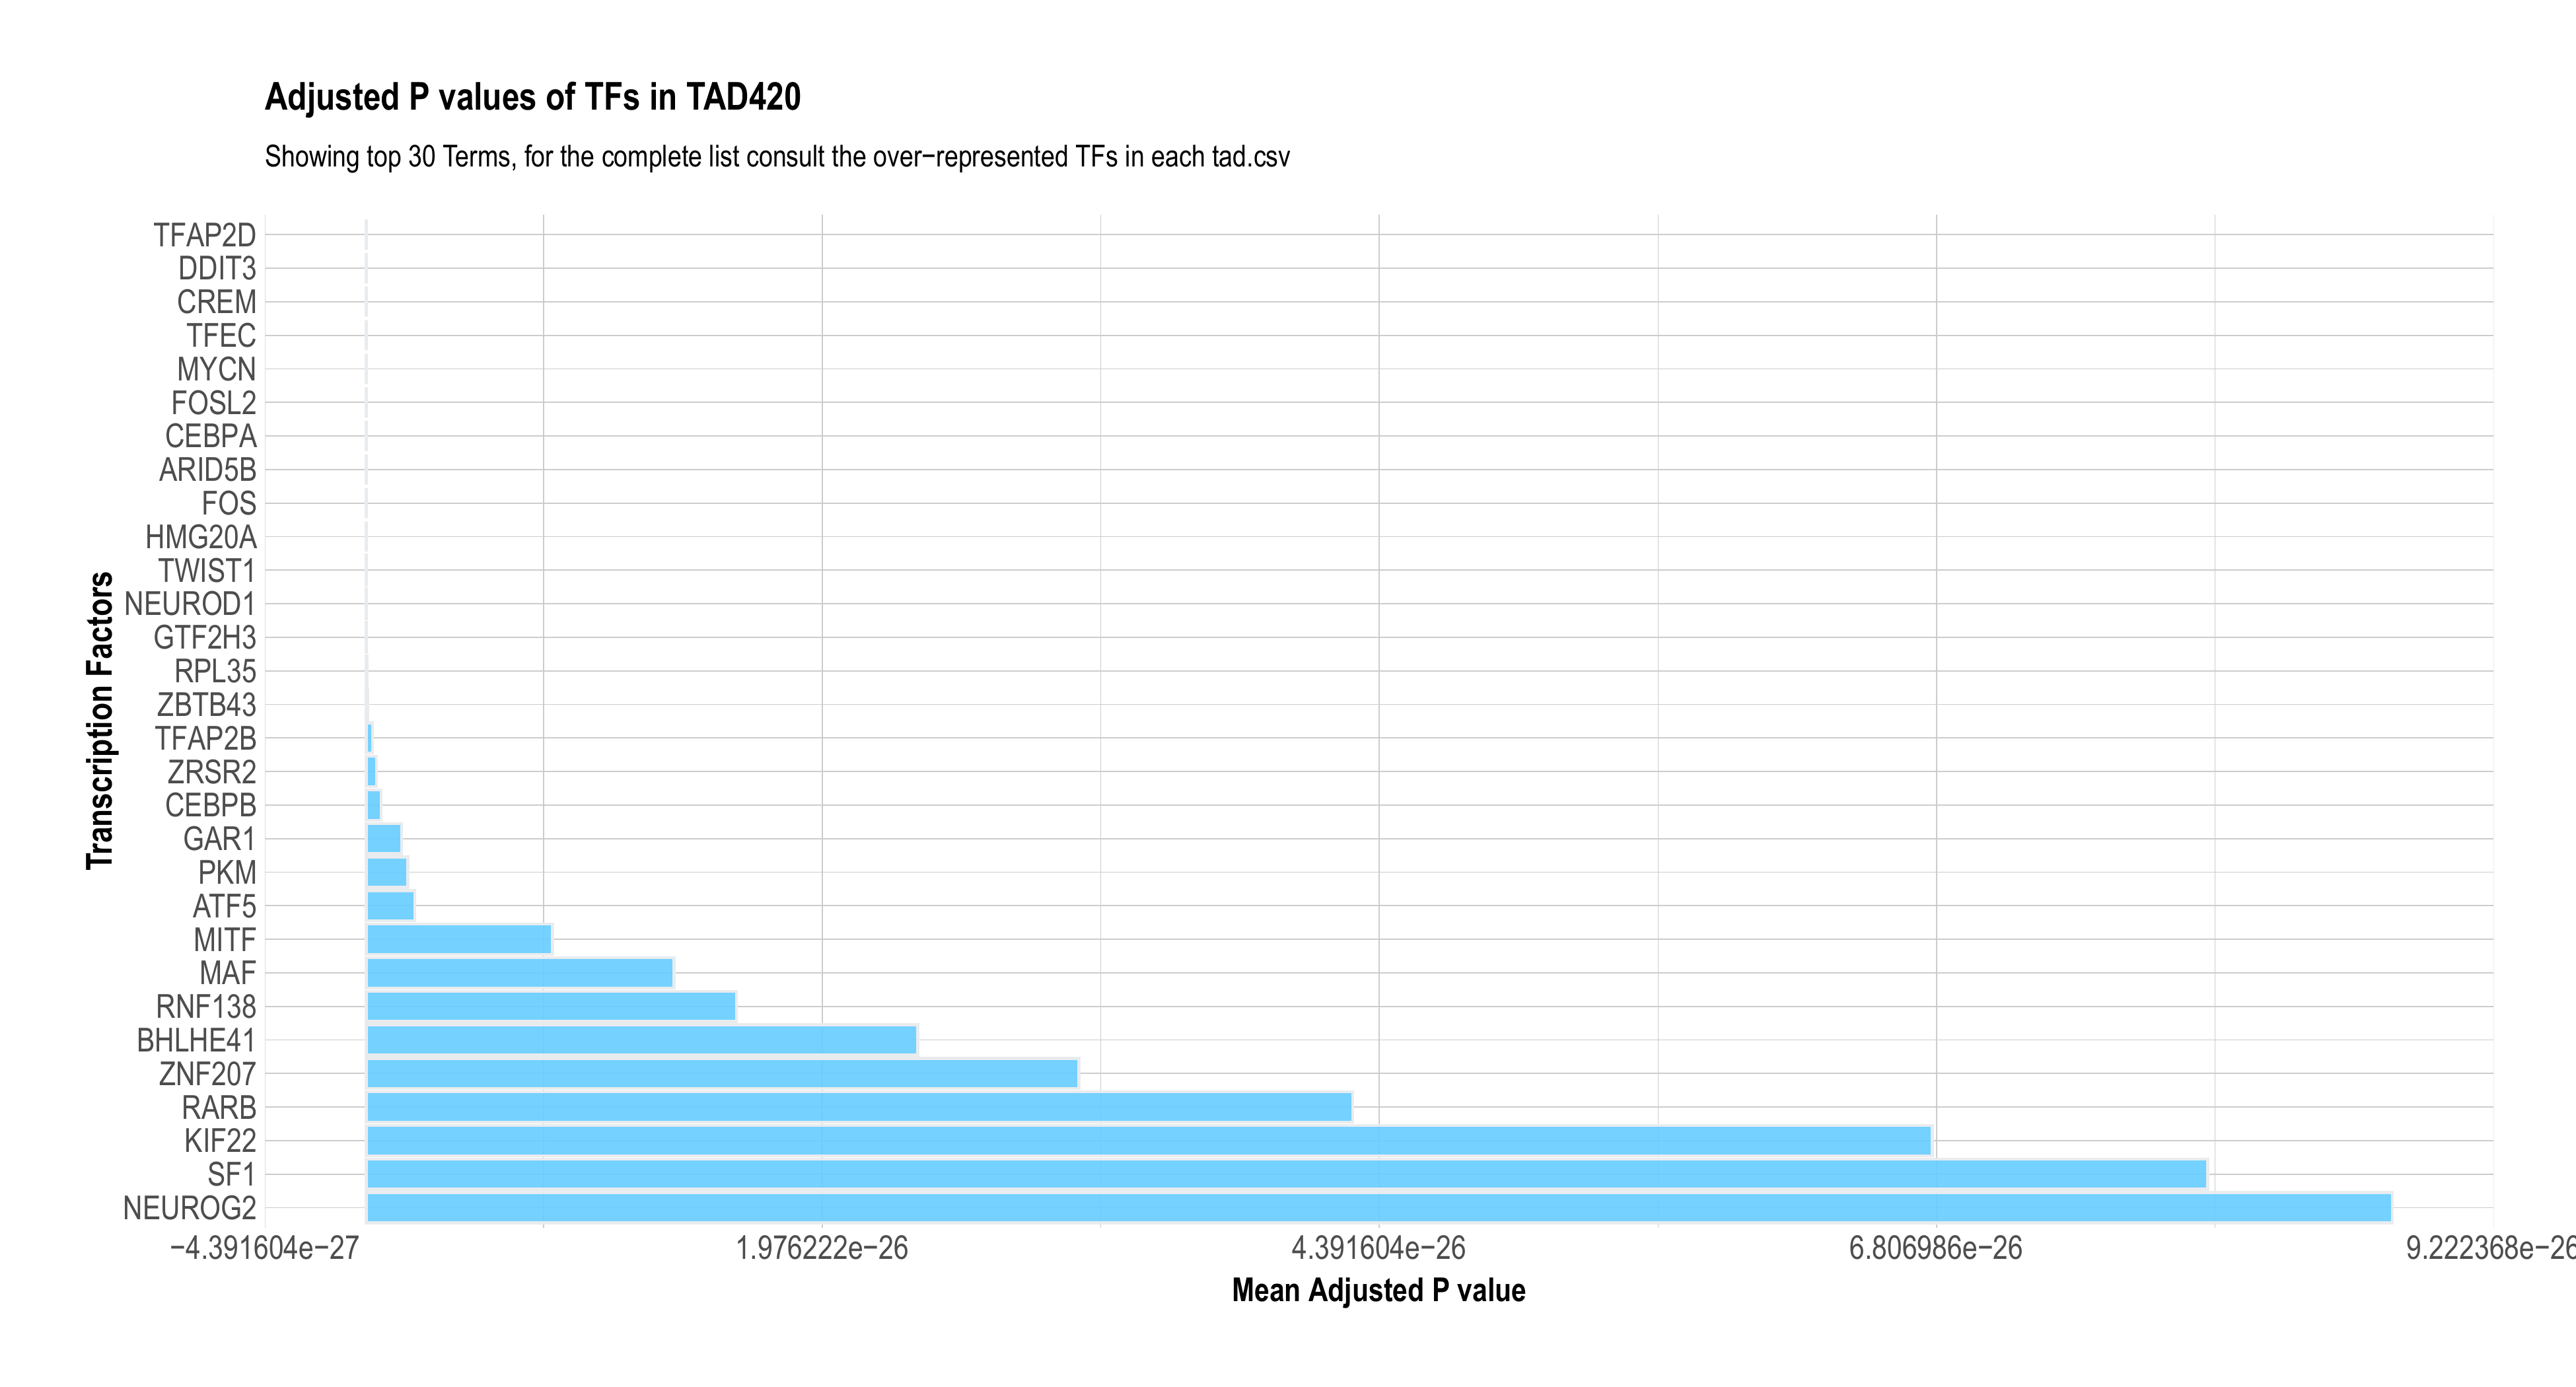 Adjusted P values of TFs in TAD420
Showing top 30 Terms, for the complete list consult the over−represented TFs in each tad.csv
Transcription Factors
TFAP2D
DDIT3
CREM
TFEC
MYCN
FOSL2
CEBPA
ARID5B
FOS
HMG20A
TWIST1
NEUROD1
GTF2H3
RPL35
ZBTB43
TFAP2B
ZRSR2
CEBPB
GAR1
PKM
ATF5
MITF
MAF
RNF138
BHLHE41
ZNF207
RARB
KIF22
SF1
NEUROG2
−4.391604e−27 1.976222e−26 4.391604e−26 6.806986e−26 9.222368e−26
Mean Adjusted P value